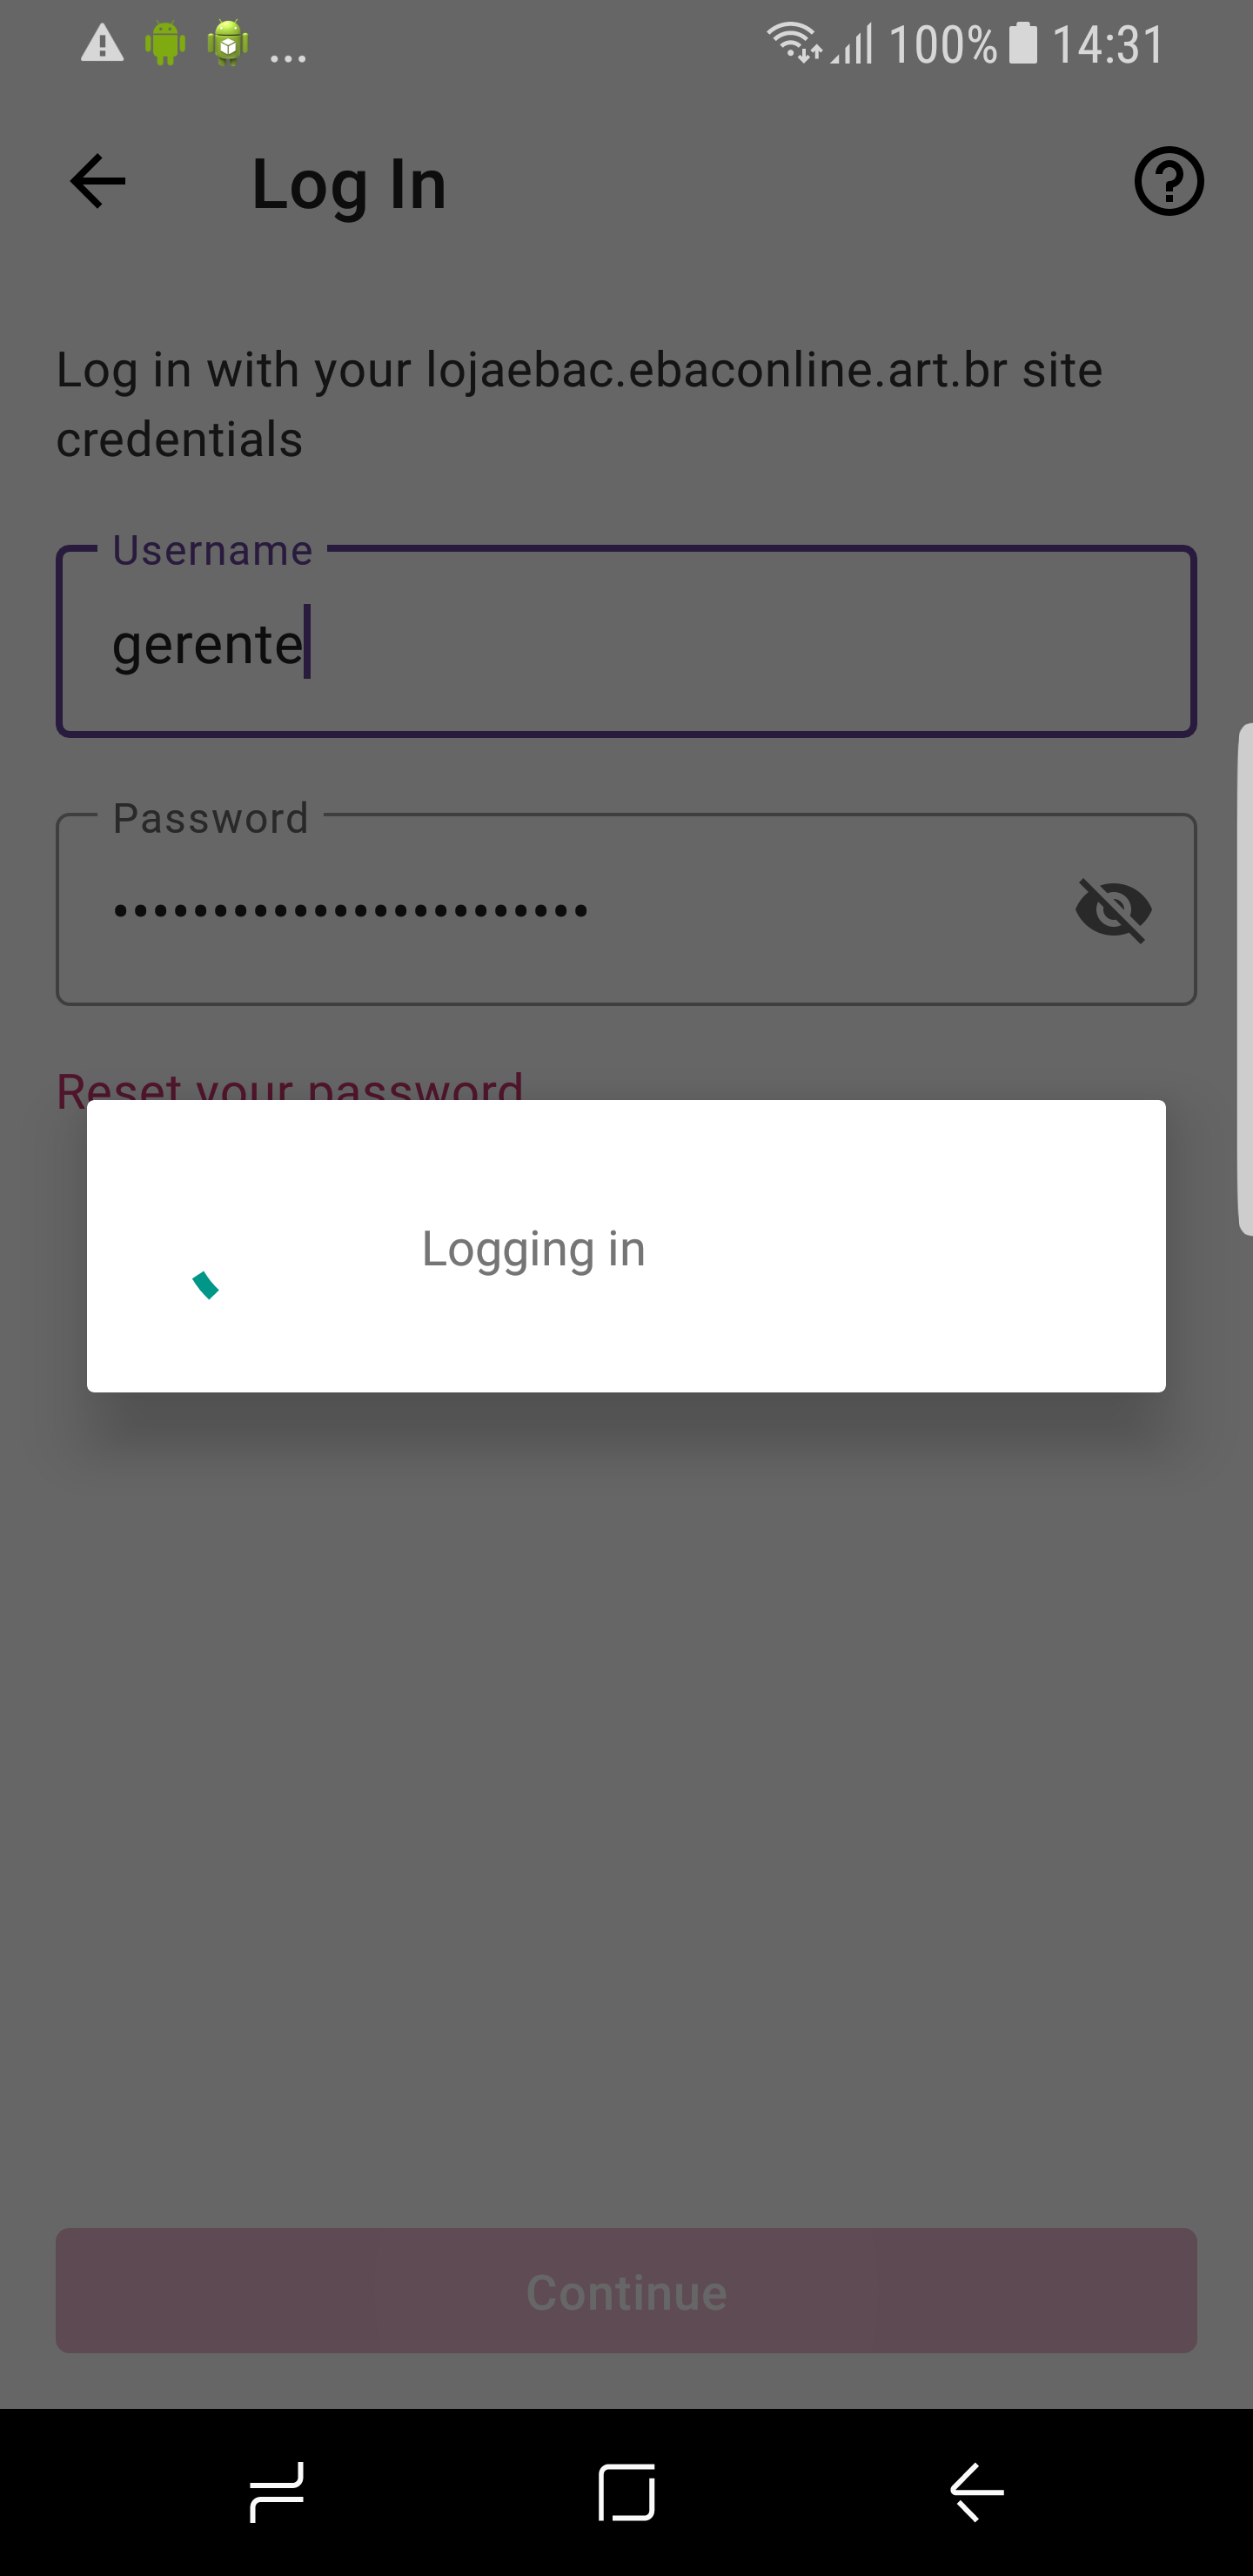 ... 100% 14:31
Log In
Log in with your lojaebac.ebaconline.art.br site
credentials
Username
gerente
Password
••••••••••••••••••••••••
Reset your password
Logging in
Continue